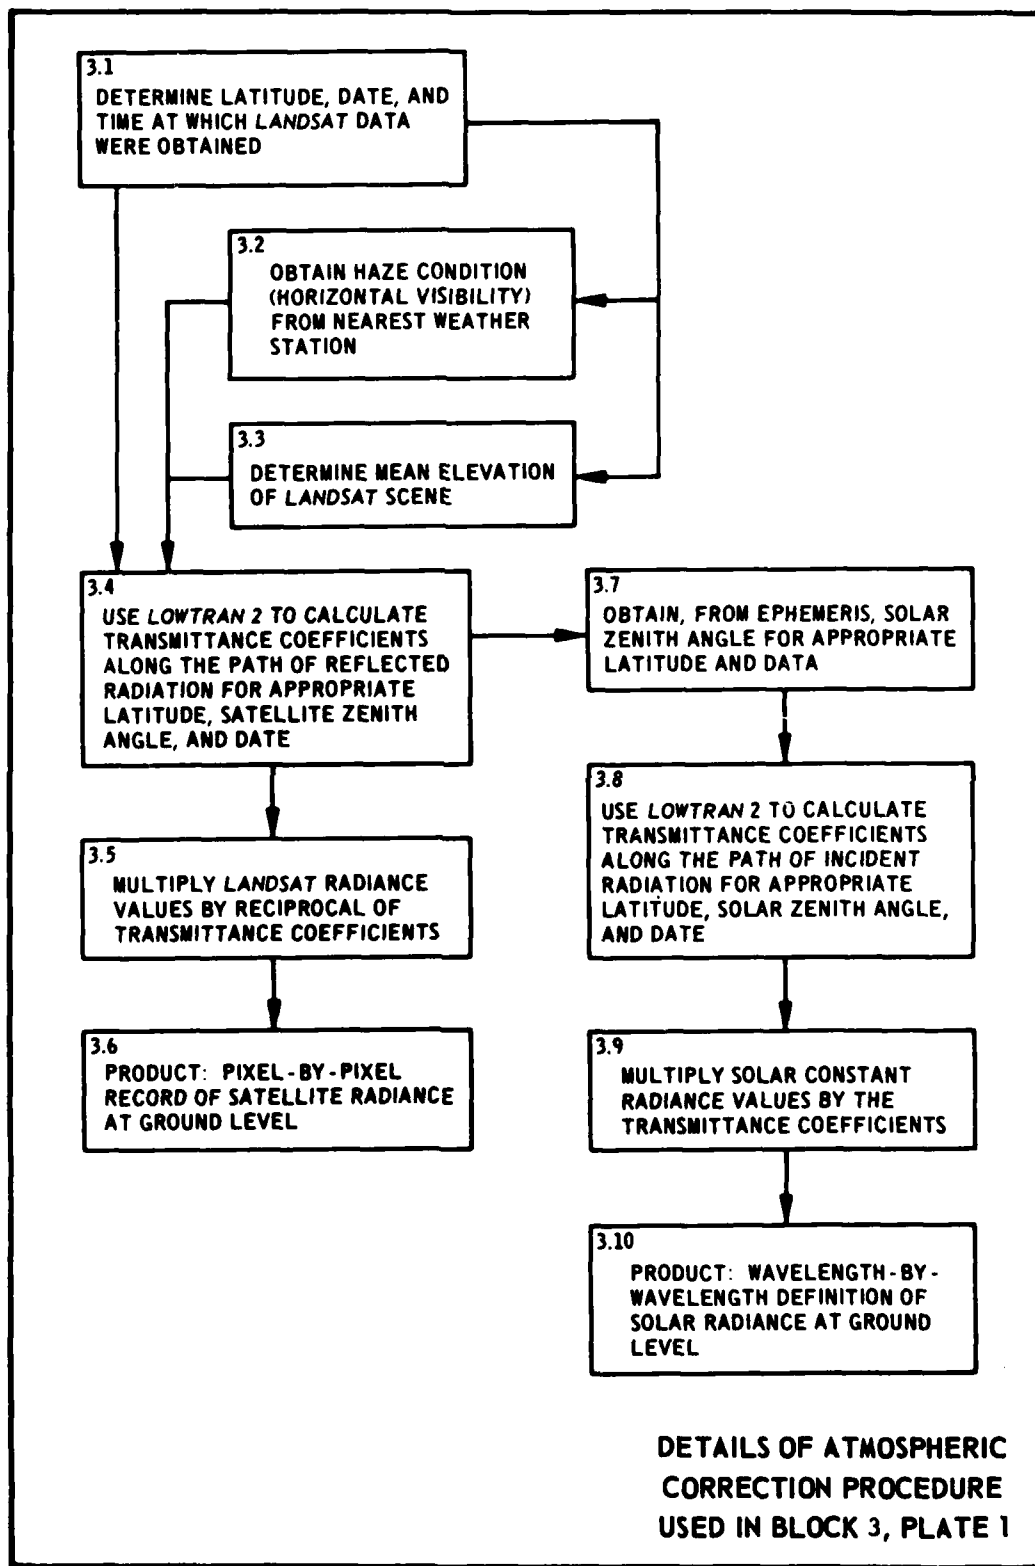 3.1
DETERMINE LATITUDE, DATE, AND
TIME AT WHICH LANDSAT DATA
WERE OBTAINED
3.2
OBTAIN HAZE CONDITION
(HORIZONTAL VISIBILITY)
FROM NEAREST WEATHER
STATION
3.3
DETERMINE MEAN ELEVATION
OF LANDSAT SCENE
3.4
USE LOWTRAN 2 TO CALCULATE
TRANSMITTANCE COEFFICIENTS
ALONG THE PATH OF REFLECTED
RADIATION FOR APPROPRIATE
LATITUDE, SATELLITE ZENITH
ANGLE, AND DATE
3.5
MULTIPLY LANDSAT RADIANCE
VALUES BY RECIPROCAL OF
TRANSMITTANCE COEFFICIENTS
3.6
PRODUCT: PIXEL-BY-PIXEL
RECORD OF SATELLITE RADIANCE
AT GROUND LEVEL
3.7
OBTAIN, FROM EPHEMERIS, SOLAR
ZENITH ANGLE FOR APPROPRIATE
LATITUDE AND DATA
3.8
USE LOWTRAN 2 TO CALCULATE
TRANSMITTANCE COEFFICIENTS
ALONG THE PATH OF INCIDENT
RADIATION FOR APPROPRIATE
LATITUDE, SOLAR ZENITH ANGLE,
AND DATE
3.9
MULTIPLY SOLAR CONSTANT
RADIANCE VALUES BY THE
TRANSMITTANCE COEFFICIENTS
3.10
PRODUCT: WAVELENGTH-BY-
WAVELENGTH DEFINITION OF
SOLAR RADIANCE AT GROUND
LEVEL
DETAILS OF ATMOSPHERIC
CORRECTION PROCEDURE
USED IN BLOCK 3, PLATE 1